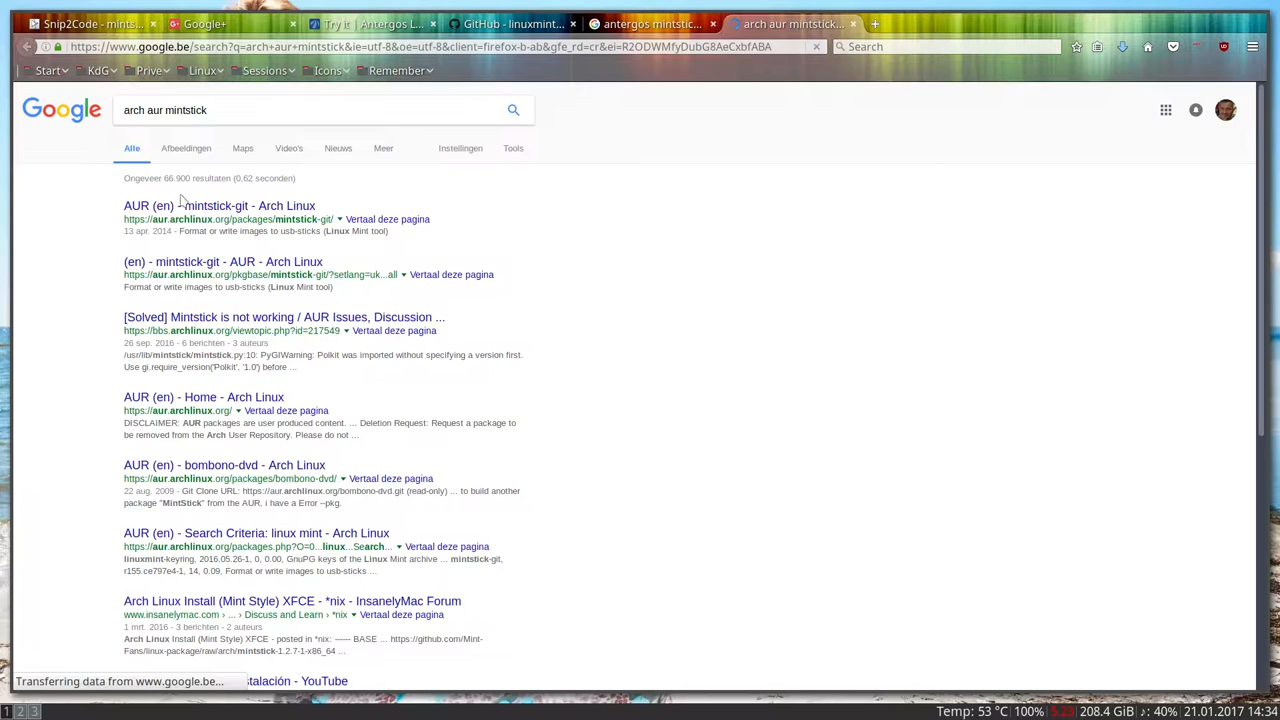 Snip2Code - mints...
Google+
Try it | Antergos L...
GitHub - linuxmint...
antergos mintstic...
arch aur mintstick...
https://www.google.be/search?q=arch+aur+mintstick&ie=utf-8&oe=utf-8&client=firefox-b-ab&gfe_rd=cr&ei=R2ODWMfyDubG8AeCxbfABA
Search
Start
KdG
Prive
Linux
Sessions
Icons
Remember
Google
arch aur mintstick
Alle
Afbeeldingen
Maps
Video's
Nieuws
Meer
Instellingen
Tools
Ongeveer 66.900 resultaten (0,62 seconden)
AUR (en) - mintstick-git - Arch Linux
https://aur.archlinux.org/packages/mintstick-git/ Vertaal deze pagina
13 apr. 2014 - Format or write images to usb-sticks (Linux Mint tool)
(en) - mintstick-git - AUR - Arch Linux
https://aur.archlinux.org/pkgbase/mintstick-git/?setlang=uk...all Vertaal deze pagina
Format or write images to usb-sticks (Linux Mint tool)
[Solved] Mintstick is not working / AUR Issues, Discussion ...
https://bbs.archlinux.org/viewtopic.php?id=217549 Vertaal deze pagina
26 sep. 2016 - 6 berichten - 3 auteurs
/usr/lib/mintstick/mintstick.py:10: PyGIWarning: Polkit was imported without specifying a version first.
Use gi.require_version('Polkit', '1.0') before ...
AUR (en) - Home - Arch Linux
https://aur.archlinux.org/ Vertaal deze pagina
DISCLAIMER: AUR packages are user produced content. ... Deletion Request: Request a package to
be removed from the Arch User Repository. Please do not ...
AUR (en) - bombono-dvd - Arch Linux
https://aur.archlinux.org/packages/bombono-dvd/ Vertaal deze pagina
22 aug. 2009 - Git Clone URL: https://aur.archlinux.org/bombono-dvd.git (read-only) ... to build another
package "MintStick" from the AUR, i have a Error --pkg.
AUR (en) - Search Criteria: linux mint - Arch Linux
https://aur.archlinux.org/packages.php?O=0...linux...Search... Vertaal deze pagina
linuxmint-keyring, 2016.05.26-1, 0, 0.00, GnuPG keys of the Linux Mint archive ... mintstick-git,
r155.ce797e4-1, 14, 0.09, Format or write images to usb-sticks ...
Arch Linux Install (Mint Style) XFCE - *nix - InsanelyMac Forum
www.insanelymac.com › ... › Discuss and Learn › *nix Vertaal deze pagina
1 mrt. 2016 - 3 berichten - 2 auteurs
Arch Linux Install (Mint Style) XFCE - posted in *nix: ------ BASE ... https://github.com/Mint-
Fans/linux-package/raw/arch/mintstick-1.2.7-1-x86_64 ...
stalación - YouTube
Transferring data from www.google.be...
1 2 3
Temp: 53 °C 100% 5.23 208.4 GiB ♪: 40% 21.01.2017 14:34